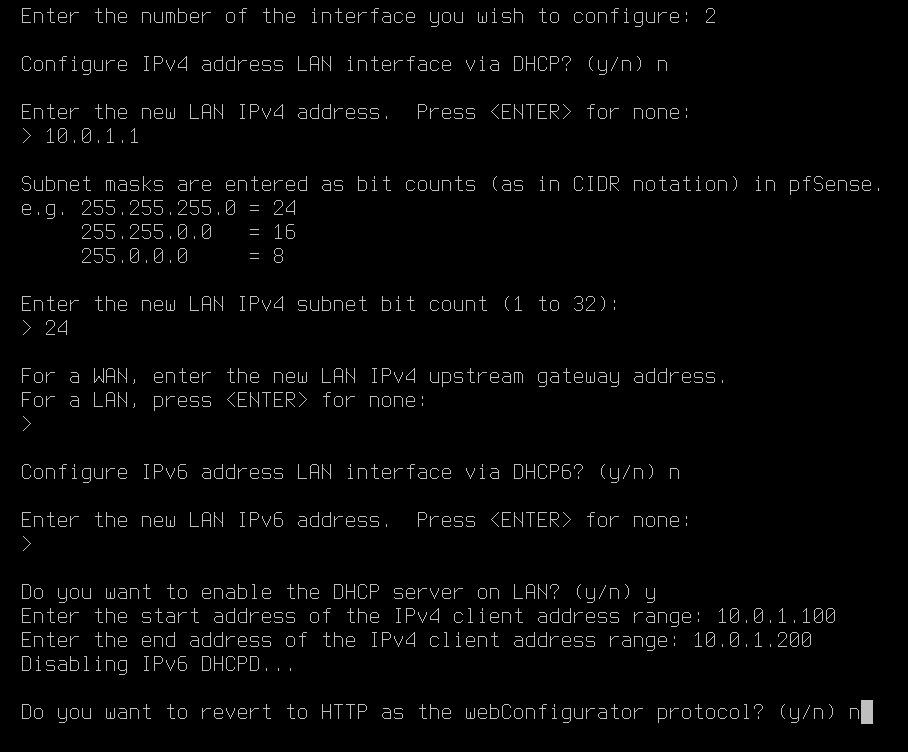 Enter the number of the interface you wish to configure: 2
Configure IPv4 address LAN interface via DHCP? (y/n) n
Enter the new LAN IPv4 address.  Press <ENTER> for none:
> 10.0.1.1
Subnet masks are entered as bit counts (as in CIDR notation) in pfSense.
e.g. 255.255.255.0 = 24
     255.255.0.0   = 16
     255.0.0.0     = 8
Enter the new LAN IPv4 subnet bit count (1 to 32):
> 24
For a WAN, enter the new LAN IPv4 upstream gateway address.
For a LAN, press <ENTER> for none:
>
Configure IPv6 address LAN interface via DHCP6? (y/n) n
Enter the new LAN IPv6 address.  Press <ENTER> for none:
>
Do you want to enable the DHCP server on LAN? (y/n) y
Enter the start address of the IPv4 client address range: 10.0.1.100
Enter the end address of the IPv4 client address range: 10.0.1.200
Disabling IPv6 DHCPD...
Do you want to revert to HTTP as the webConfigurator protocol? (y/n) n